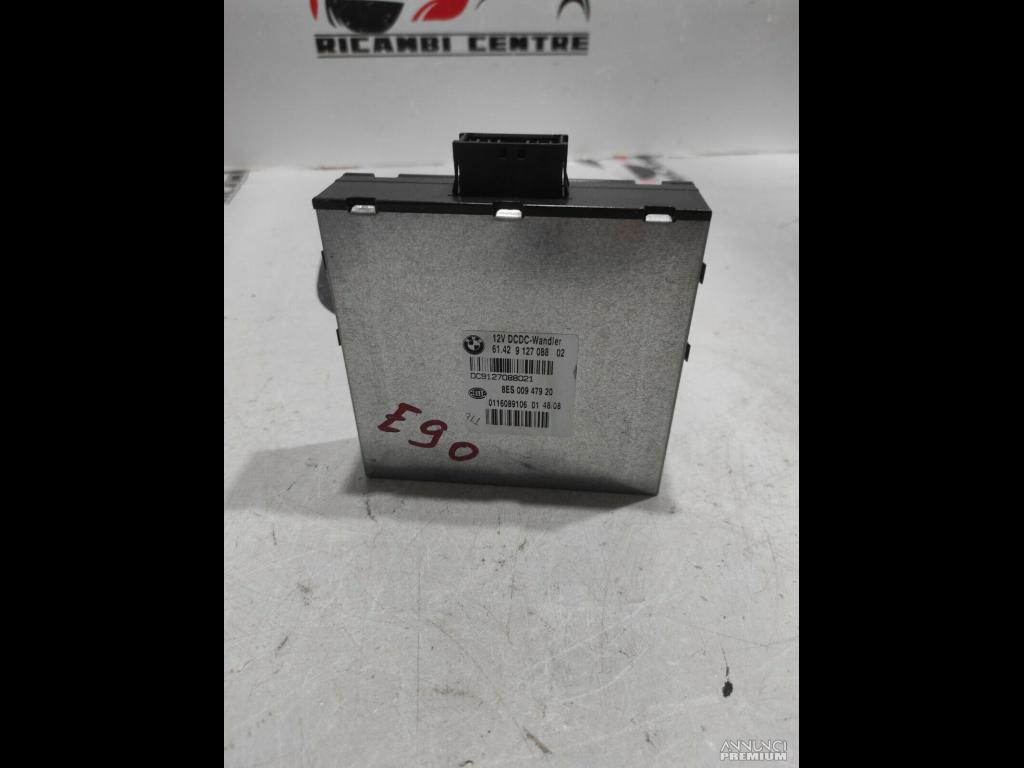 RICAMBI CENTRE
12V DCDC-Wandler
61.42 9 127 088 02
DC9127088021
8ES 009 479 20
HELLA
0116089106 01 48/08
E90
ANNUNCI
PREMIUM